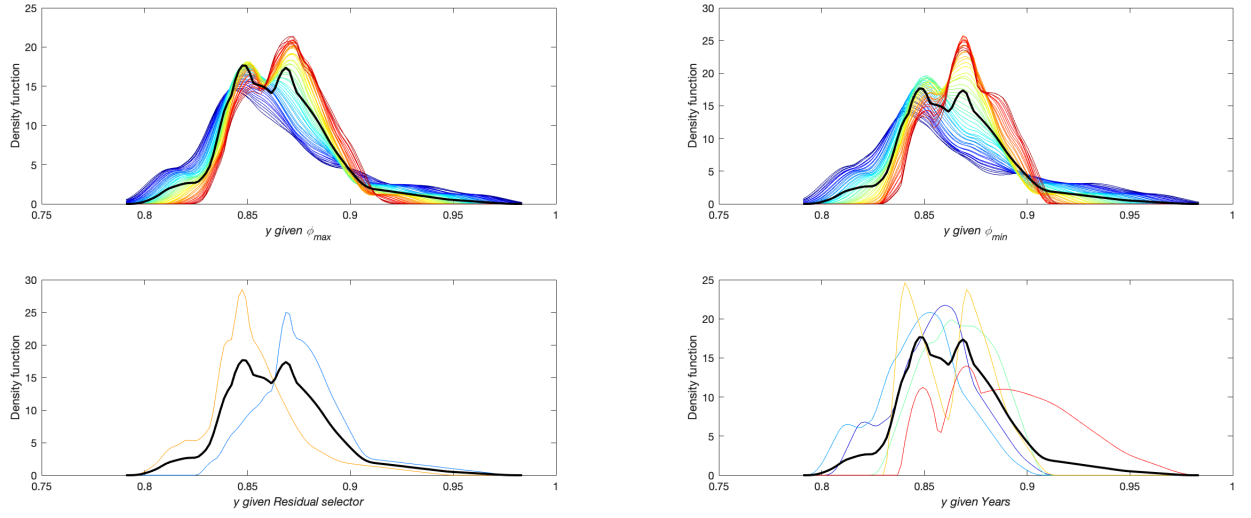 25
20
15
10
5
0
Density function
0.75 0.8 0.85 0.9 0.95 1
y given ϕmax
30
25
20
15
10
5
0
Density function
0.75 0.8 0.85 0.9 0.95 1
y given ϕmin
30
25
20
15
10
5
0
Density function
0.75 0.8 0.85 0.9 0.95 1
y given Residual selector
25
20
15
10
5
0
Density function
0.75 0.8 0.85 0.9 0.95 1
y given Years